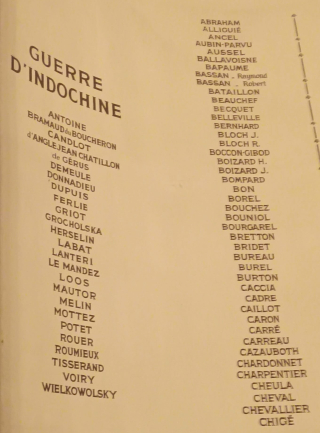 GUERRE
D'INDOCHINE
ANTOINE
BRAMAUD du BOUCHERON
CANDLOT
d'ANGLEJEAN CHATILLON
de GÉRUS
DEMEULE
DONNADIEU
DUPUIS
FERLIE
GRIOT
GROCHOLSKA
HERSELIN
LABAT
LANTERI
LE MANDEZ
LOOS
MAUTOR
MELIN
MOTTEZ
POTET
ROUER
ROUMIEUX
TISSERAND
VOIRY
WIELKOWOLSKY
ABRAHAM
ALLIGUIÉ
ANCEL
AUBIN-PARVU
AUSSEL
BALLAVOISNE
BAPAUME
BASSAN, Raymond
BASSAN, Robert
BATAILLON
BEAUCHEF
BECQUET
BELLEVILLE
BERNHARD
BLOCH J.
BLOCH R.
BOCCON-GIBOD
BOIZARD H.
BOIZARD J.
BOMPARD
BON
BOREL
BOUCHEZ
BOUNIOL
BOURGAREL
BRETTON
BRIDET
BUREAU
BUREL
BURTON
CACCIA
CADRE
CAILLOT
CARON
CARRÉ
CARREAU
CAZAUBOTH
CHARDONNET
CHARPENTIER
CHEULA
CHEVAL
CHEVALLIER
CHIGÉ